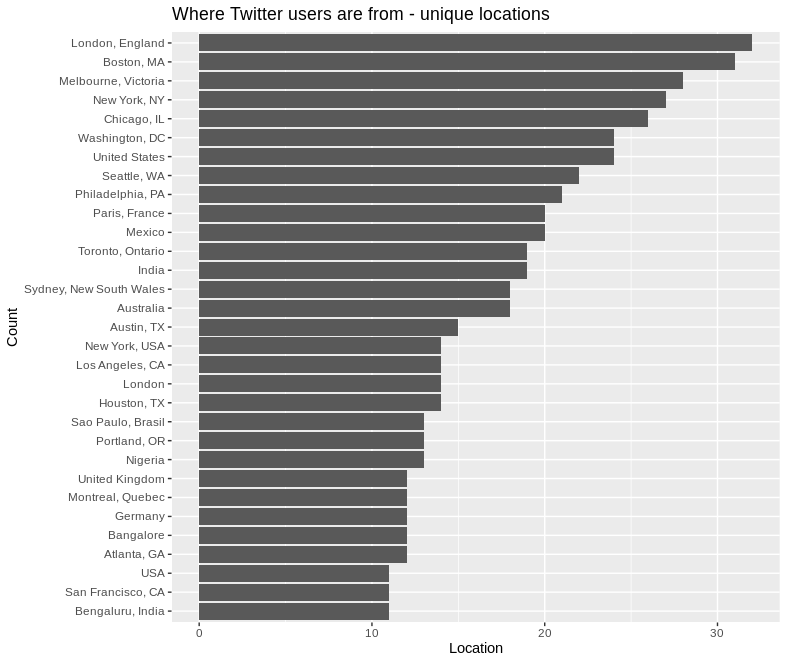 Where Twitter users are from - unique locations
London, England
Boston, MA
Melbourne, Victoria
New York, NY
Chicago, IL
Washington, DC
United States
Seattle, WA
Philadelphia, PA
Paris, France
Mexico
Toronto, Ontario
India
Sydney, New South Wales
Australia
Austin, TX
New York, USA
Los Angeles, CA
London
Houston, TX
Sao Paulo, Brasil
Portland, OR
Nigeria
United Kingdom
Montreal, Quebec
Germany
Bangalore
Atlanta, GA
USA
San Francisco, CA
Bengaluru, India
Count
0 10 20 30
Location